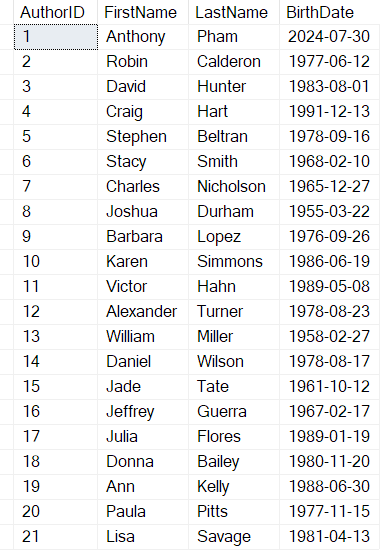 AuthorID FirstName LastName BirthDate
1 Anthony Pham 2024-07-30
2 Robin Calderon 1977-06-12
3 David Hunter 1983-08-01
4 Craig Hart 1991-12-13
5 Stephen Beltran 1978-09-16
6 Stacy Smith 1968-02-10
7 Charles Nicholson 1965-12-27
8 Joshua Durham 1955-03-22
9 Barbara Lopez 1976-09-26
10 Karen Simmons 1986-06-19
11 Victor Hahn 1989-05-08
12 Alexander Turner 1978-08-23
13 William Miller 1958-02-27
14 Daniel Wilson 1978-08-17
15 Jade Tate 1961-10-12
16 Jeffrey Guerra 1967-02-17
17 Julia Flores 1989-01-19
18 Donna Bailey 1980-11-20
19 Ann Kelly 1988-06-30
20 Paula Pitts 1977-11-15
21 Lisa Savage 1981-04-13